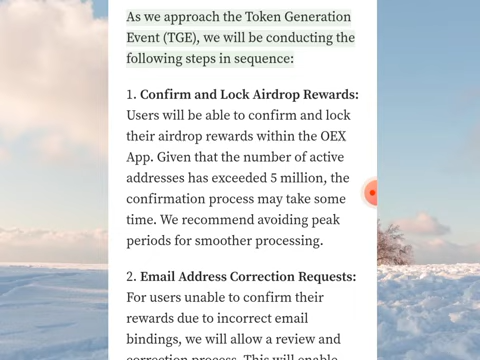 As we approach the Token Generation
Event (TGE), we will be conducting the
following steps in sequence:
1. Confirm and Lock Airdrop Rewards:
Users will be able to confirm and lock
their airdrop rewards within the OEX
App. Given that the number of active
addresses has exceeded 5 million, the
confirmation process may take some
time. We recommend avoiding peak
periods for smoother processing.
2. Email Address Correction Requests:
For users unable to confirm their
rewards due to incorrect email
bindings, we will allow a review and
correction process. This will enable